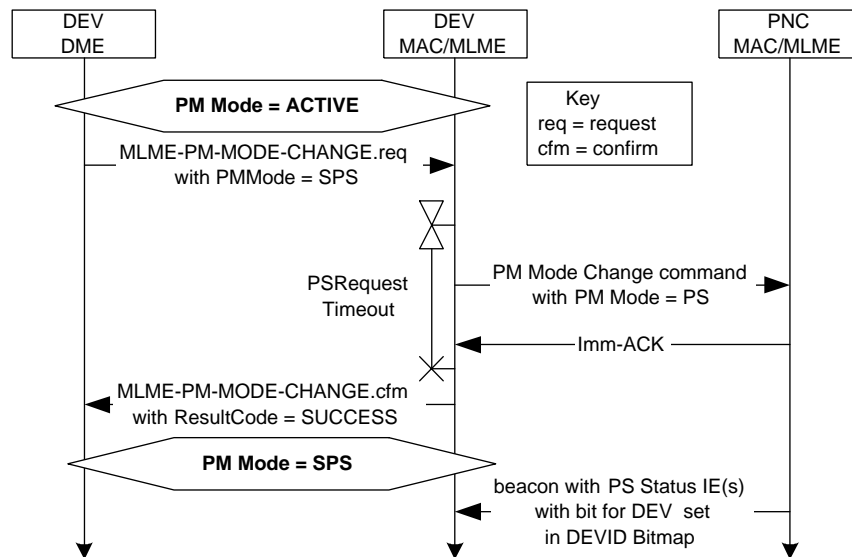 DEV
DME
DEV
MAC/MLME
PNC
MAC/MLME
PM Mode = ACTIVE
Key
req = request
cfm = confirm
MLME-PM-MODE-CHANGE.req
with PMMode = SPS
PSRequest
Timeout
PM Mode Change command
with PM Mode = PS
Imm-ACK
MLME-PM-MODE-CHANGE.cfm
with ResultCode = SUCCESS
PM Mode = SPS
beacon with PS Status IE(s)
with bit for DEV set
in DEVID Bitmap